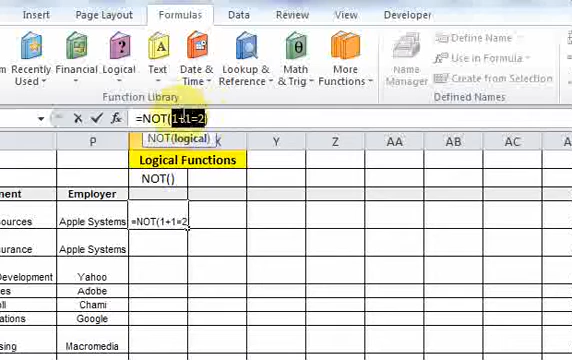 Insert Page Layout Formulas Data Review View Developer
Recently Used Financial Logical Text Date & Time Lookup & Reference Math & Trig More Functions Name Manager Define Name Use in Formula Create from Selection
Function Library Defined Names
=NOT(1+1=2)
NOT(logical)
P X Y Z AA AB AC
Logical Functions
NOT()
Employer
Apple Systems =NOT(1+1=2
Apple Systems
Development Yahoo
Adobe
Chami
Google
Macromedia